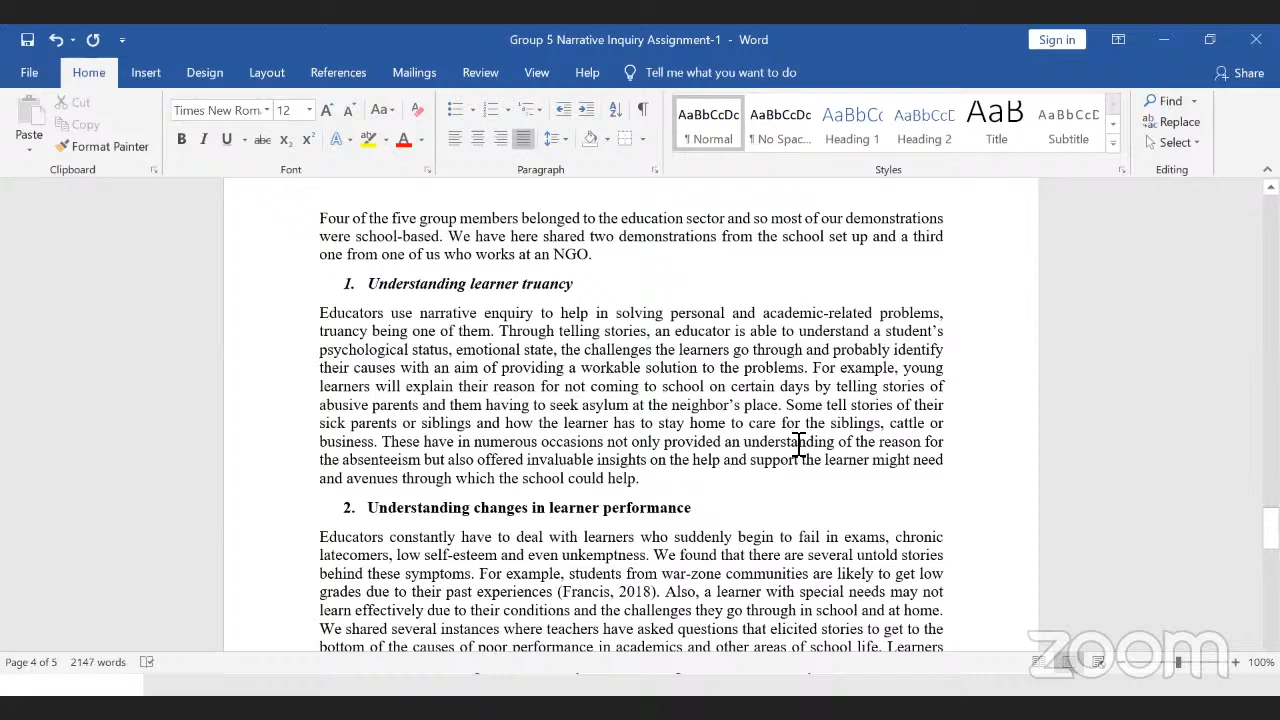 Group 5 Narrative Inquiry Assignment-1 - Word
Sign in
File Home Insert Design Layout References Mailings Review View Help Tell me what you want to do Share
Paste
Cut
Copy
Format Painter
Clipboard
Times New Rom 12
Aa
B I U abc x₂ x² A A
Font
Paragraph
AaBbCcDc AaBbCcDc AaBbCc AaBbCcD AaB AaBbCcD
¶ Normal ¶ No Spac... Heading 1 Heading 2 Title Subtitle
Styles
Find
Replace
Select
Editing
Four of the five group members belonged to the education sector and so most of our demonstrations
were school-based. We have here shared two demonstrations from the school set up and a third
one from one of us who works at an NGO.
1. Understanding learner truancy
Educators use narrative enquiry to help in solving personal and academic-related problems,
truancy being one of them. Through telling stories, an educator is able to understand a student's
psychological status, emotional state, the challenges the learners go through and probably identify
their causes with an aim of providing a workable solution to the problems. For example, young
learners will explain their reason for not coming to school on certain days by telling stories of
abusive parents and them having to seek asylum at the neighbor's place. Some tell stories of their
sick parents or siblings and how the learner has to stay home to care for the siblings, cattle or
business. These have in numerous occasions not only provided an understanding of the reason for
the absenteeism but also offered invaluable insights on the help and support the learner might need
and avenues through which the school could help.
2. Understanding changes in learner performance
Educators constantly have to deal with learners who suddenly begin to fail in exams, chronic
latecomers, low self-esteem and even unkemptness. We found that there are several untold stories
behind these symptoms. For example, students from war-zone communities are likely to get low
grades due to their past experiences (Francis, 2018). Also, a learner with special needs may not
learn effectively due to their conditions and the challenges they go through in school and at home.
We shared several instances where teachers have asked questions that elicited stories to get to the
bottom of the causes of poor performance in academics and other areas of school life. Learners
Page 4 of 5 2147 words 100%
zoom